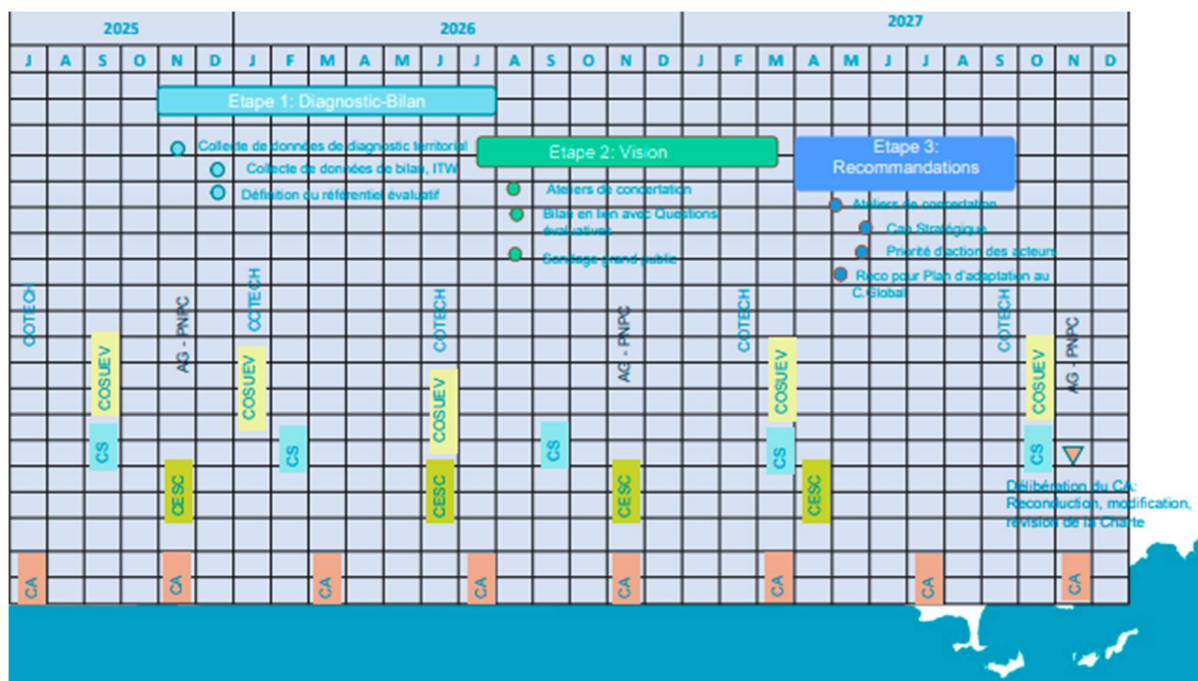 2025 2026 2027
J A S O N D J F M A M J J A S O N D J F M A M J J A S O N D
Etape 1: Diagnostic-Bilan
Collecte de données de diagnostic territorial
Collecte de données de bilan, ITW
Définition du référentiel évaluatif
Etape 2: Vision
Ateliers de concertation
Bilan en lien avec Questions
évaluatives
Sondage grand public
Etape 3:
Recommandations
Ateliers de concertation
Cap Stratégique
Priorité d'action des acteurs
Reco pour Plan d'adaptation au
C.Global
COTECH
AG - PNPC
COTECH
COTECH
AG - PNPC
COTECH
COTECH
AG - PNPC
COSUEV
COSUEV
COSUEV
COSUEV
COSUEV
CS
CS
CS
CS
CS
CESC
CESC
CESC
CESC
Délibération du CA:
Reconduction, modification,
révision de la Charte
CA
CA
CA
CA
CA
CA
CA
CA